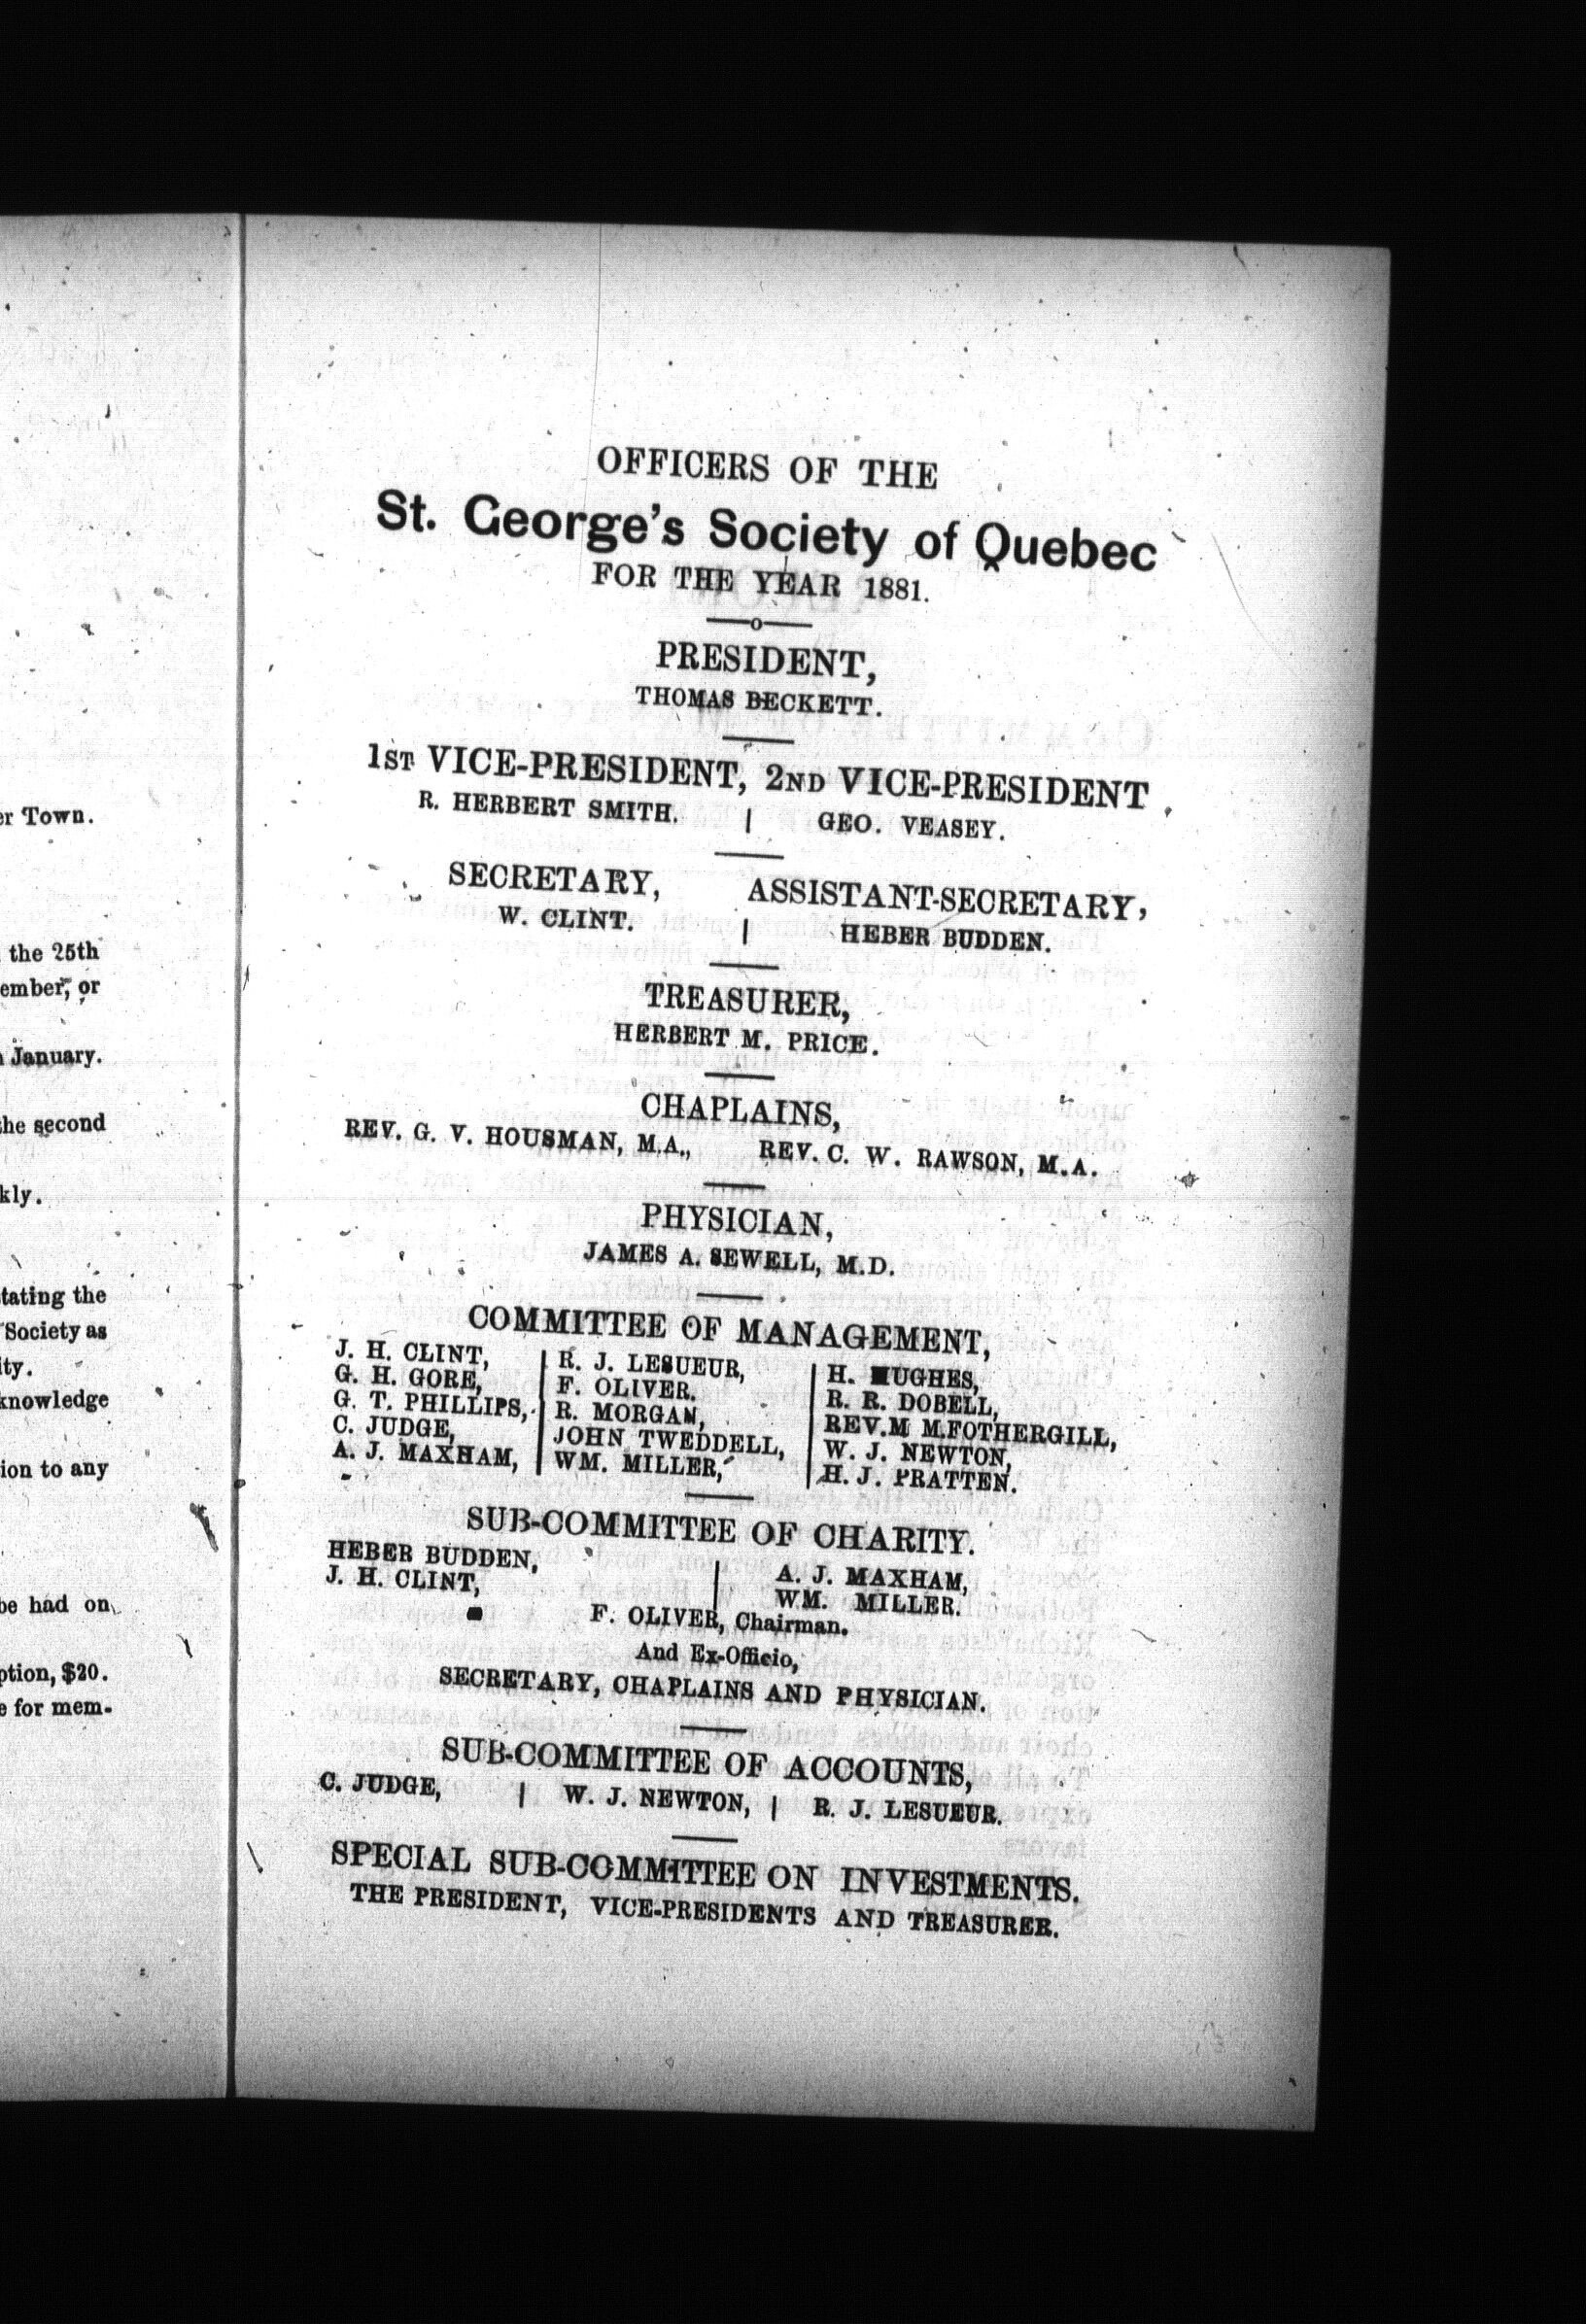 er Town.
the 25th
ember, or
January.
the second
kly.
tating the
Society as
ity.
knowledge
ion to any
be had on
ption, $20.
e for mem-
OFFICERS OF THE
St. George's Society of Quebec
FOR THE YEAR 1881.
PRESIDENT,
THOMAS BECKETT.
1ST VICE-PRESIDENT, 2ND VICE-PRESIDENT
R. HERBERT SMITH. | GEO. VEASEY.
SECRETARY, ASSISTANT-SECRETARY,
W. CLINT. | HEBER BUDDEN.
TREASURER,
HERBERT M. PRICE.
CHAPLAINS,
REV. G. V. HOUSMAN, M.A., REV. C. W. RAWSON, M.A.
PHYSICIAN,
JAMES A. SEWELL, M.D.
COMMITTEE OF MANAGEMENT,
J. H. CLINT, | R. J. LESUEUR, | H. HUGHES,
G. H. GORE, | F. OLIVER. | R. R. DOBELL,
G. T. PHILLIPS, | R. MORGAN, | REV. M M. FOTHERGILL,
C. JUDGE, | JOHN TWEDDELL, | W. J. NEWTON,
A. J. MAXHAM, | WM. MILLER, | H. J. PRATTEN.
SUB-COMMITTEE OF CHARITY.
HEBER BUDDEN, | A. J. MAXHAM,
J. H. CLINT, | WM. MILLER.
F. OLIVER, Chairman.
And Ex-Officio,
SECRETARY, CHAPLAINS AND PHYSICIAN.
SUB-COMMITTEE OF ACCOUNTS,
C. JUDGE, | W. J. NEWTON, | R. J. LESUEUR.
SPECIAL SUB-COMMITTEE ON INVESTMENTS.
THE PRESIDENT, VICE-PRESIDENTS AND TREASURER.